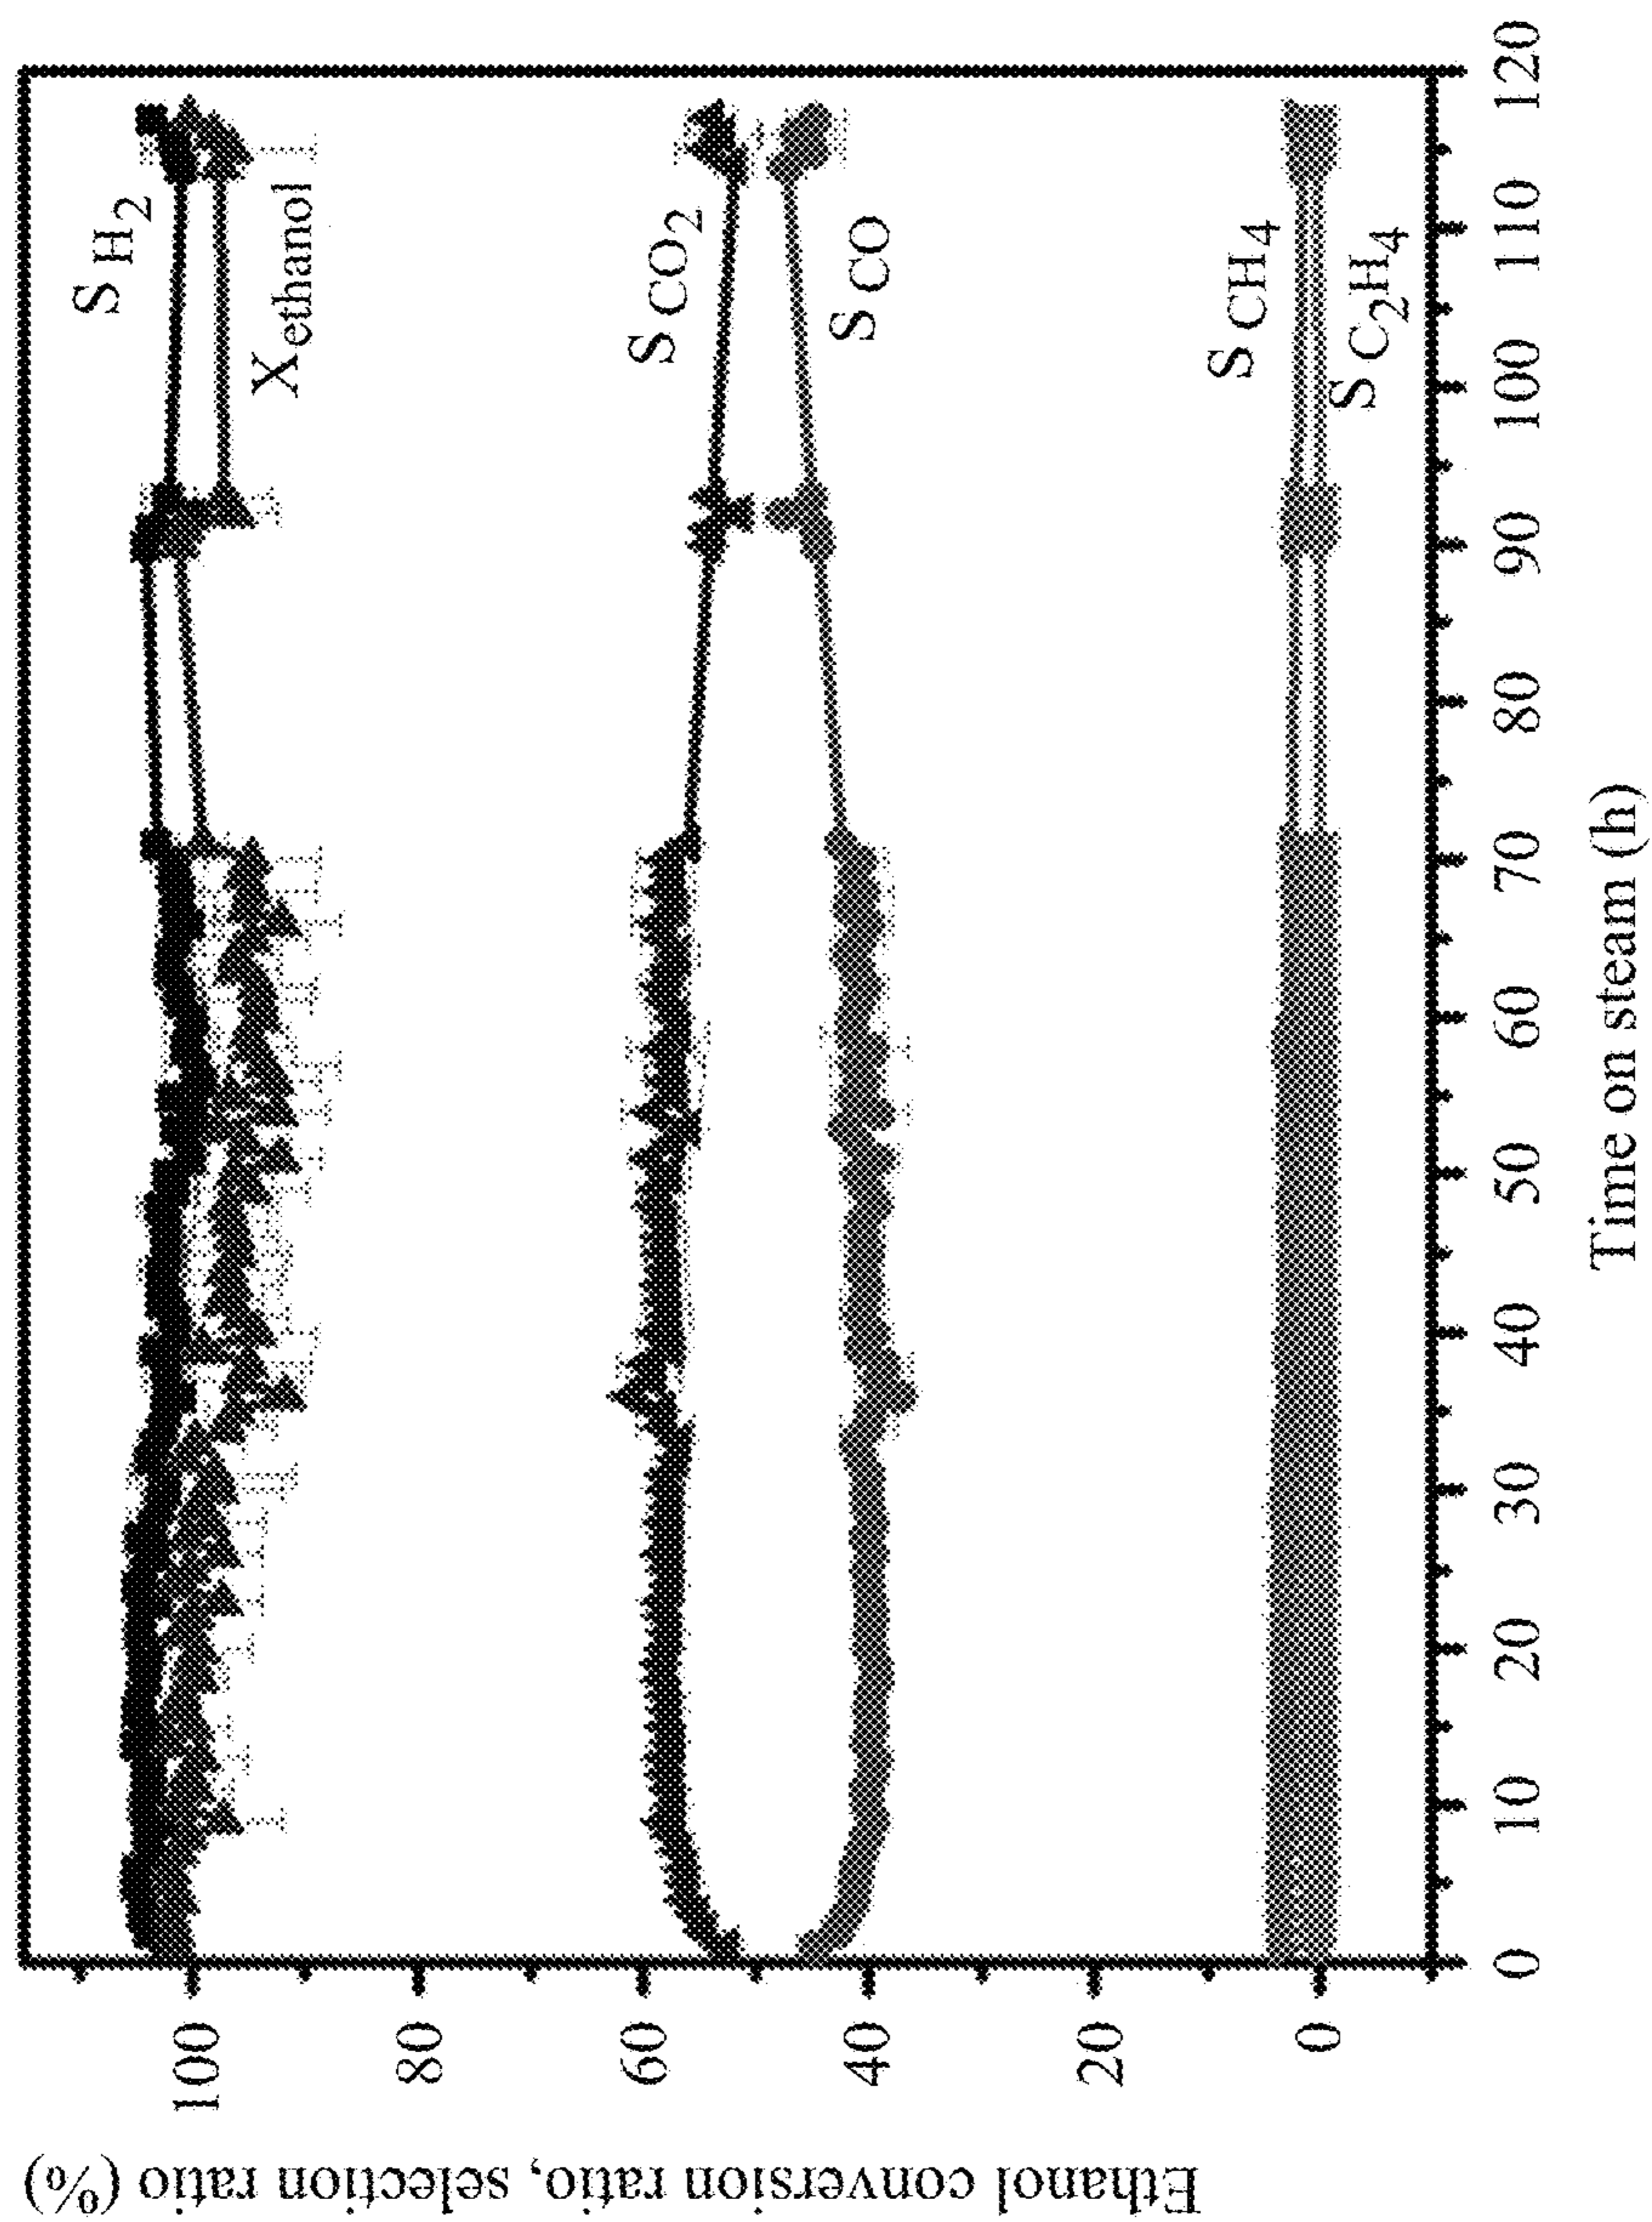 Ethanol conversion ratio, selection ratio (%)
100
80
60
40
20
0
S H2
Xethanol
S CO2
S CO
S CH4
S C2H4
0 10 20 30 40 50 60 70 80 90 100 110 120
Time on steam (h)